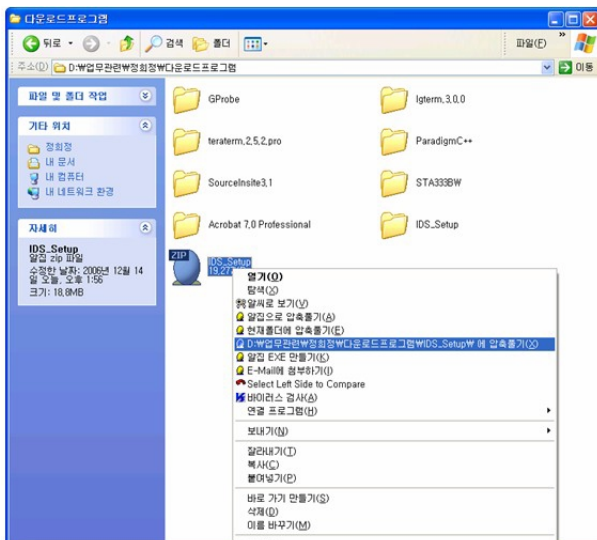 다운로드프로그램
뒤로
검색
폴더
파일(F)
»
주소(D)
D:₩업무관련₩정희정₩다운로드프로그램
이동
파일 및 폴더 작업
기타 위치
정희정
내 문서
내 컴퓨터
내 네트워크 환경
자세히
IDS_Setup
알집 zip 파일
수정한 날짜: 2006년 12월 14
일 오늘, 오후 1:56
크기: 18,8MB
GProbe
lgterm,3,0,0
teraterm,2,5,2,pro
ParadigmC++
SourceInsite3,1
STA333BW
Acrobat 7,0 Professional
IDS_Setup
ZIP
IDS_Setup
열기(O)
탐색(X)
알씨로 보기(V)
알집으로 압축풀기(A)
현재폴더에 압축풀기(E)
D:₩업무관련₩정희정₩다운로드프로그램₩IDS_Setup₩ 에 압축풀기(X)
알집 EXE 만들기(K)
E-Mail에 첨부하기(I)
Select Left Side to Compare
바이러스 검사(A)
연결 프로그램(H)
보내기(N)
잘라내기(T)
복사(C)
붙여넣기(P)
바로 가기 만들기(S)
삭제(D)
이름 바꾸기(M)